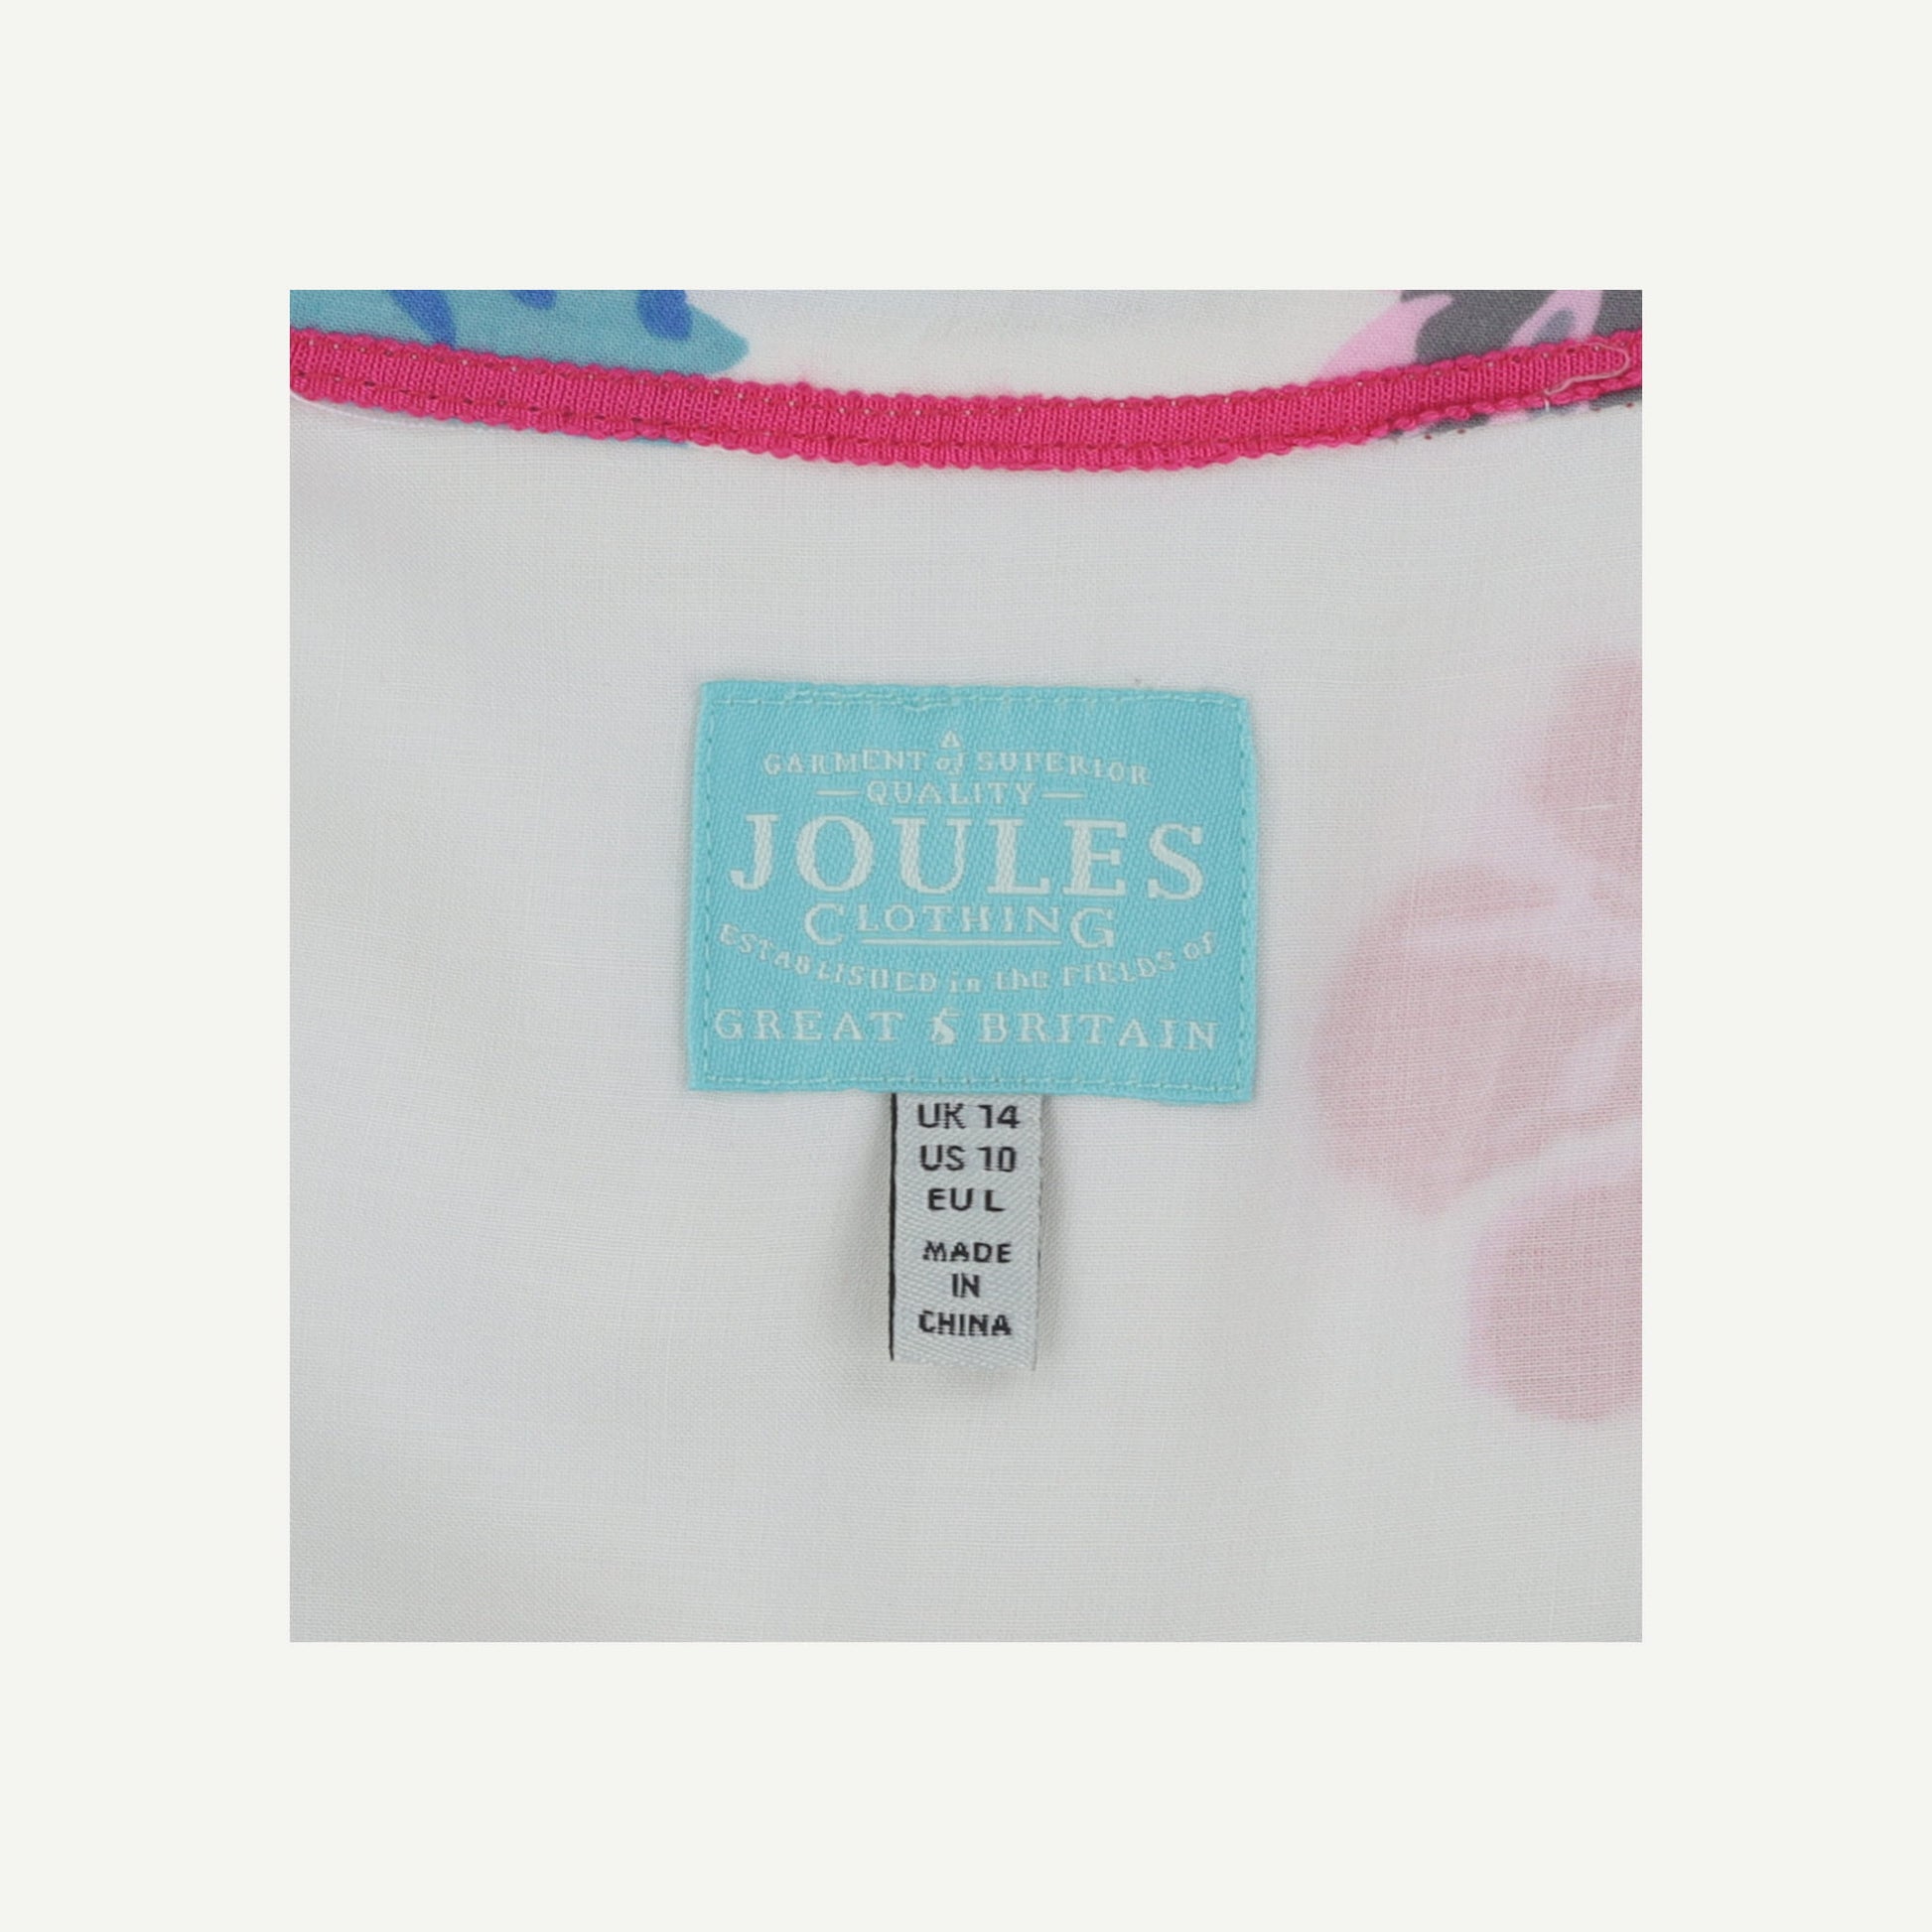 A
GARMENT of SUPERIOR
QUALITY
JOULES
CLOTHING
ESTABLISHED in the FIELDS OF
GREAT BRITAIN
UK 14
US 10
EU L
MADE
IN
CHINA